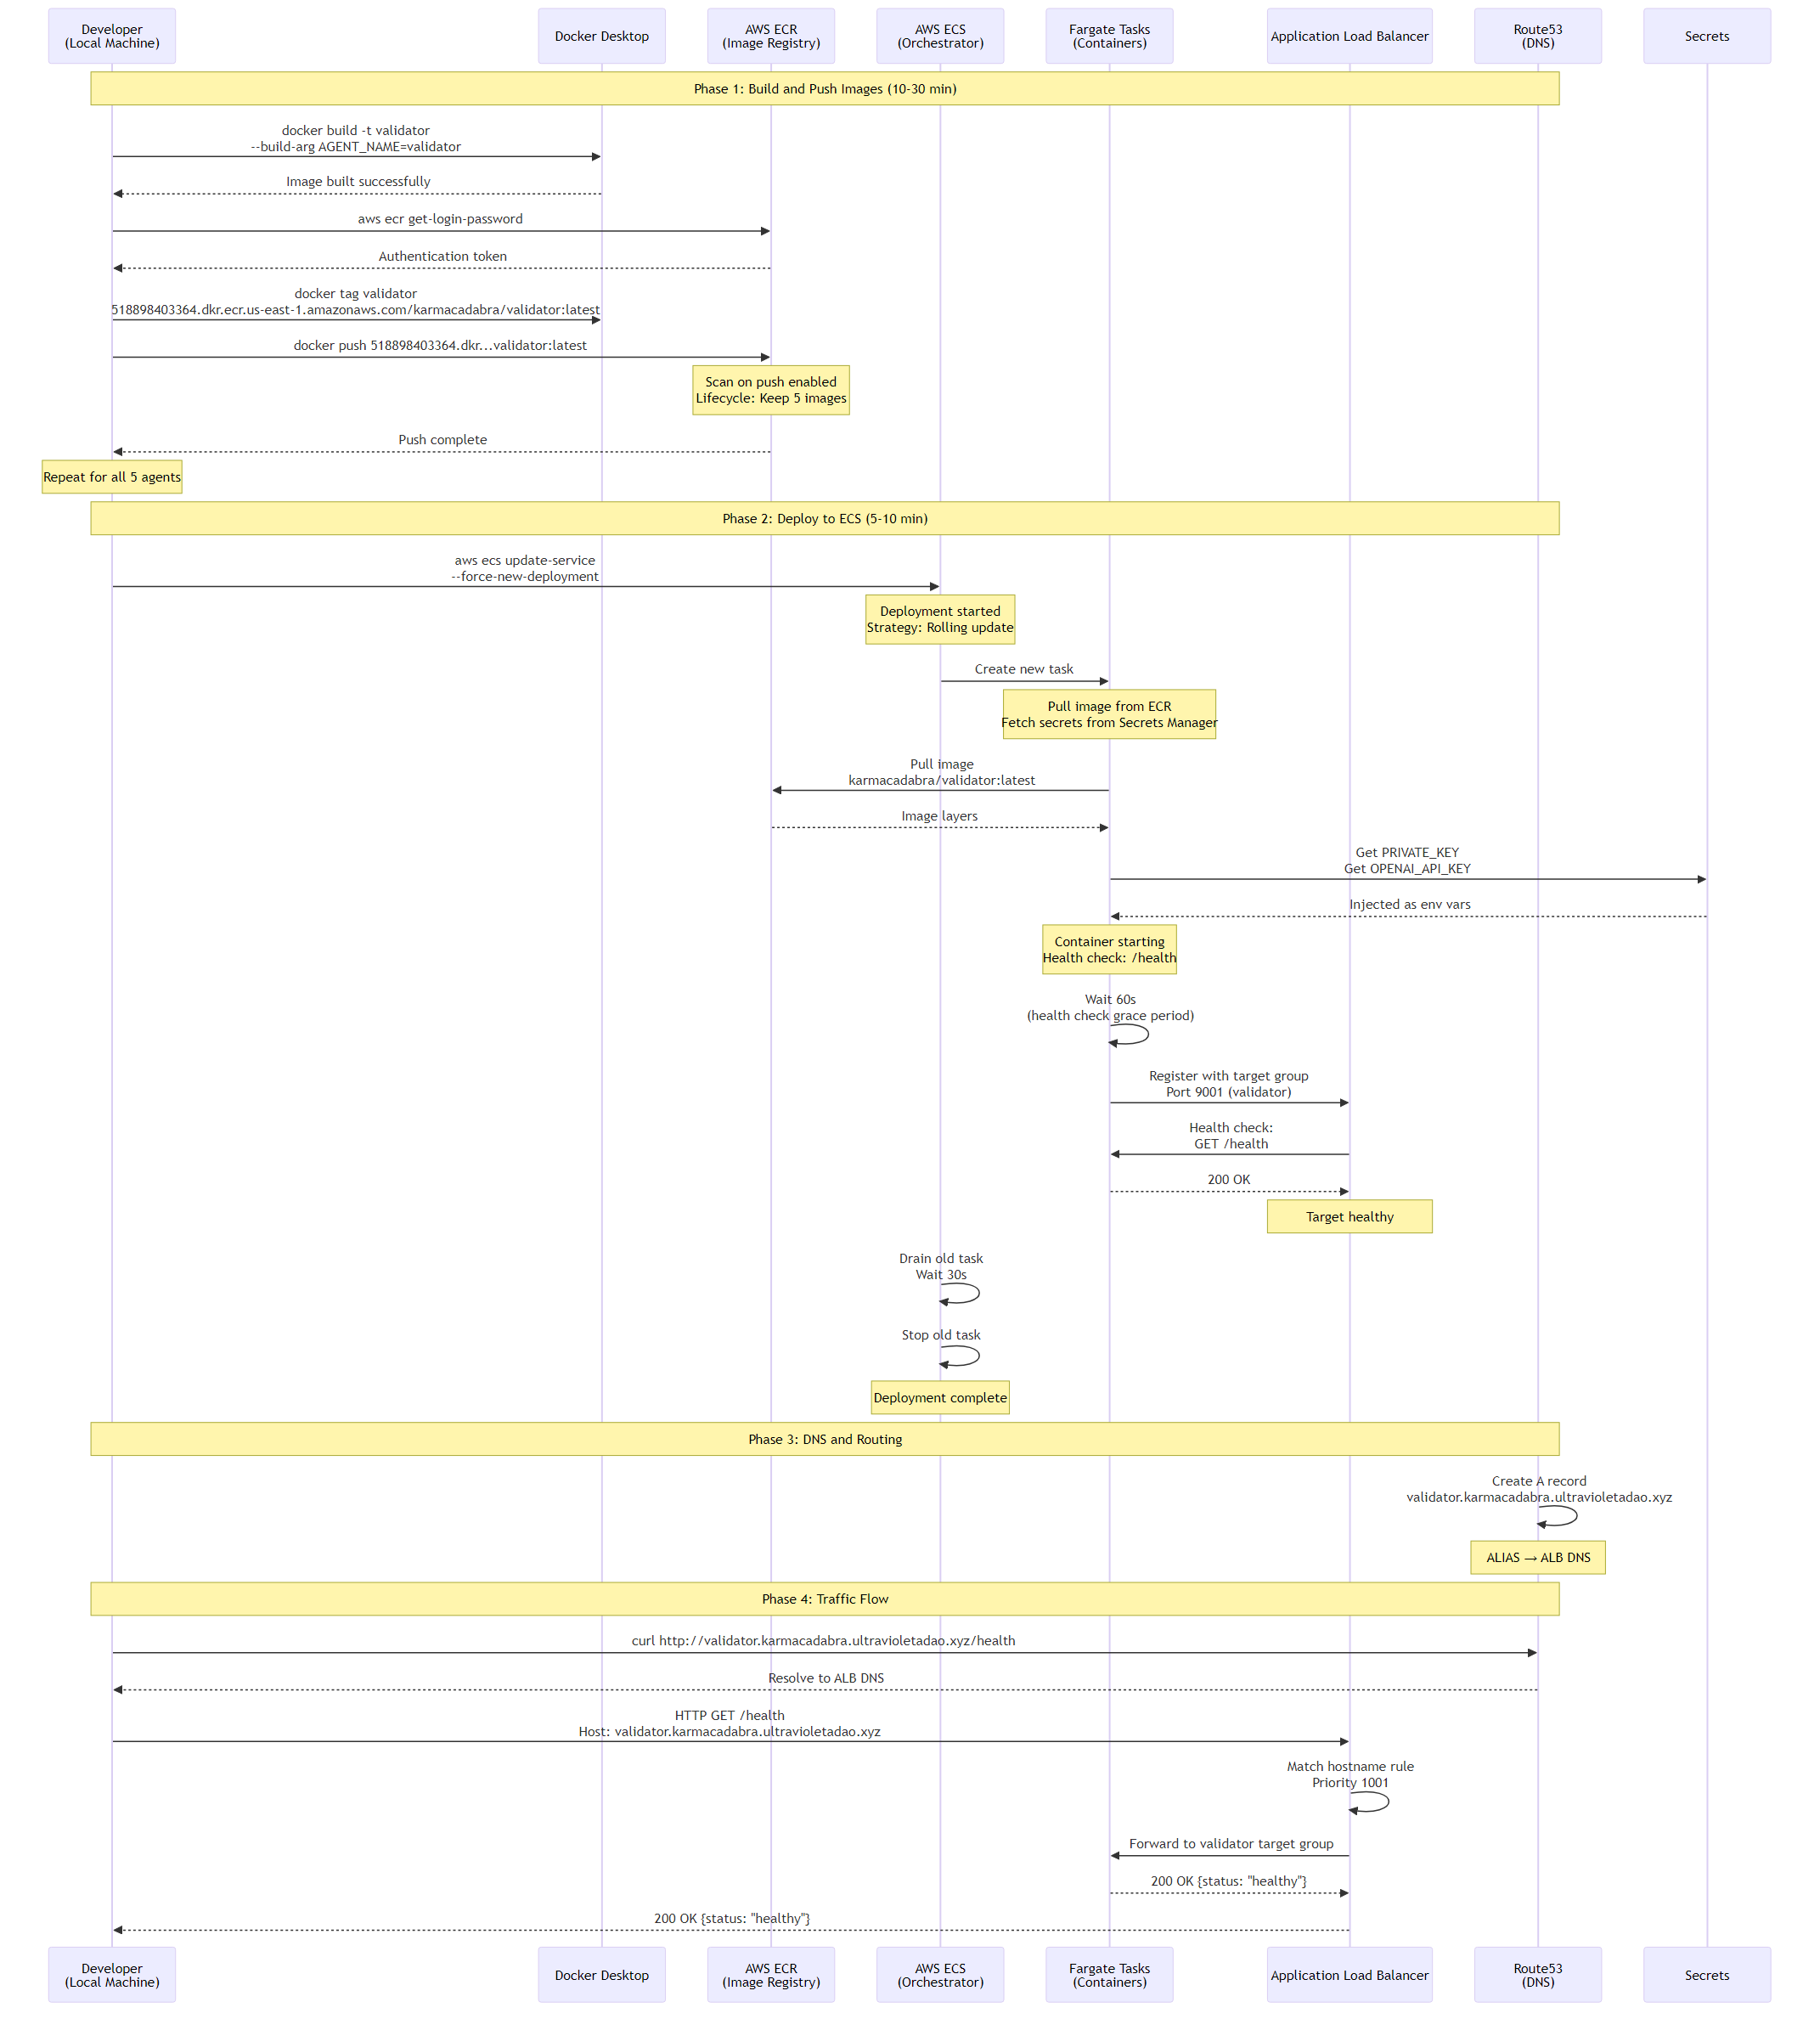 Developer
(Local Machine)
Docker Desktop
AWS ECR
(Image Registry)
AWS ECS
(Orchestrator)
Fargate Tasks
(Containers)
Application Load Balancer
Route53
(DNS)
Secrets
Phase 1: Build and Push Images (10-30 min)
docker build -t validator
--build-arg AGENT_NAME=validator
Image built successfully
aws ecr get-login-password
Authentication token
docker tag validator
518898403364.dkr.ecr.us-east-1.amazonaws.com/karmacadabra/validator:latest
docker push 518898403364.dkr...validator:latest
Scan on push enabled
Lifecycle: Keep 5 images
Push complete
Repeat for all 5 agents
Phase 2: Deploy to ECS (5-10 min)
aws ecs update-service
--force-new-deployment
Deployment started
Strategy: Rolling update
Create new task
Pull image from ECR
Fetch secrets from Secrets Manager
Pull image
karmacadabra/validator:latest
Image layers
Get PRIVATE_KEY
Get OPENAI_API_KEY
Injected as env vars
Container starting
Health check: /health
Wait 60s
(health check grace period)
Register with target group
Port 9001 (validator)
Health check:
GET /health
200 OK
Target healthy
Drain old task
Wait 30s
Stop old task
Deployment complete
Phase 3: DNS and Routing
Create A record
validator.karmacadabra.ultravioletadao.xyz
ALIAS → ALB DNS
Phase 4: Traffic Flow
curl http://validator.karmacadabra.ultravioletadao.xyz/health
Resolve to ALB DNS
HTTP GET /health
Host: validator.karmacadabra.ultravioletadao.xyz
Match hostname rule
Priority 1001
Forward to validator target group
200 OK {status: "healthy"}
200 OK {status: "healthy"}
Developer
(Local Machine)
Docker Desktop
AWS ECR
(Image Registry)
AWS ECS
(Orchestrator)
Fargate Tasks
(Containers)
Application Load Balancer
Route53
(DNS)
Secrets